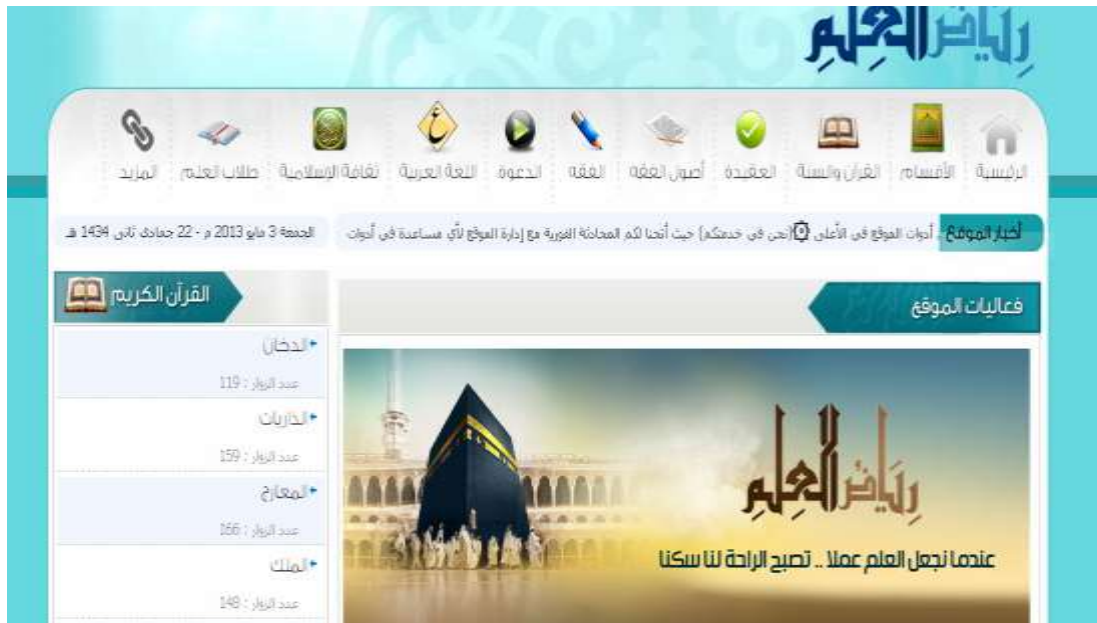 رياض العلم
الرئيسية الأقسام القرآن والسنة العقيدة أصول الفقه الفقه الدعوة اللغة العربية ثقافة الإسلامية طلاب العلم المزيد
أخبار الموقع أدوات الموقع في الأعلى (نحن في خدمتكم) حيث أتحنا لكم المحادثة الفورية مع إدارة الموقع لأي مساعدة في أدوات
الجمعة 3 مايو 2013 م - 22 جمادى ثاني 1434 هـ
فعاليات الموقع
رياض العلم
عندما نجعل العلم عملا .. تصبح الراحة لنا سكنا
القرآن الكريم
الدخان
عدد الزوار : 119
الذاريات
عدد الزوار : 159
المعارج
عدد الزوار : 166
الملك
عدد الزوار : 148